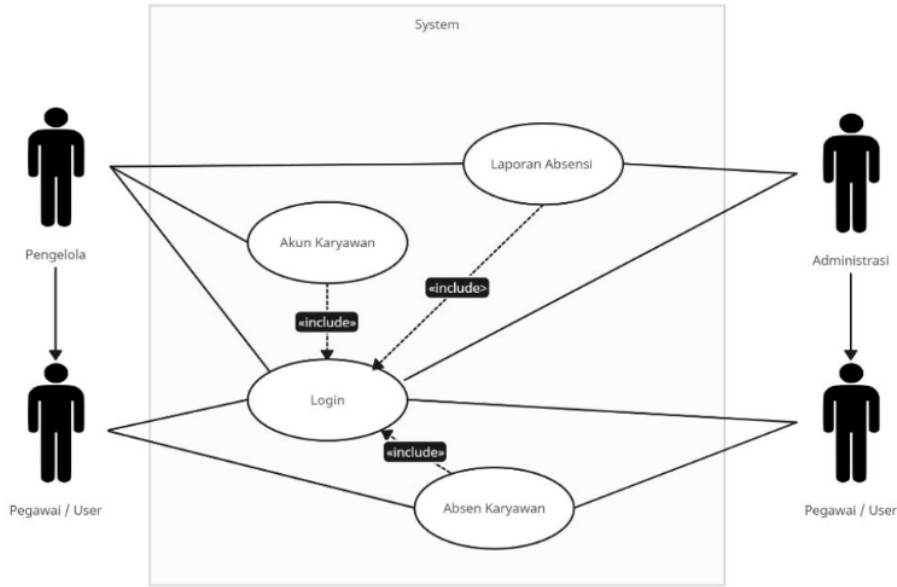 System
Laporan Absensi
Akun Karyawan
Pengelola
Administrasi
«include>
«include»
Login
«include»
Absen Karyawan
Pegawai / User
Pegawai / User